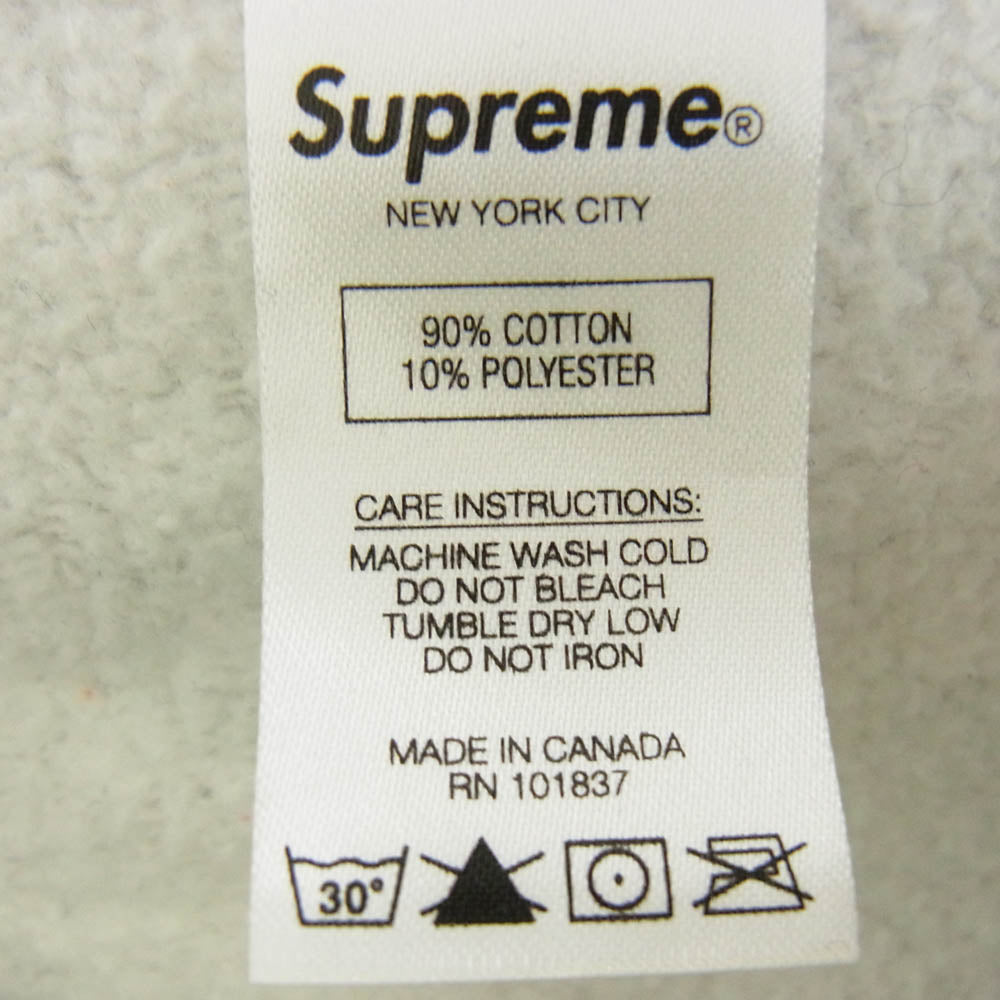 Supreme®
NEW YORK CITY
90% COTTON
10% POLYESTER
CARE INSTRUCTIONS:
MACHINE WASH COLD
DO NOT BLEACH
TUMBLE DRY LOW
DO NOT IRON
MADE IN CANADA
RN 101837
30°